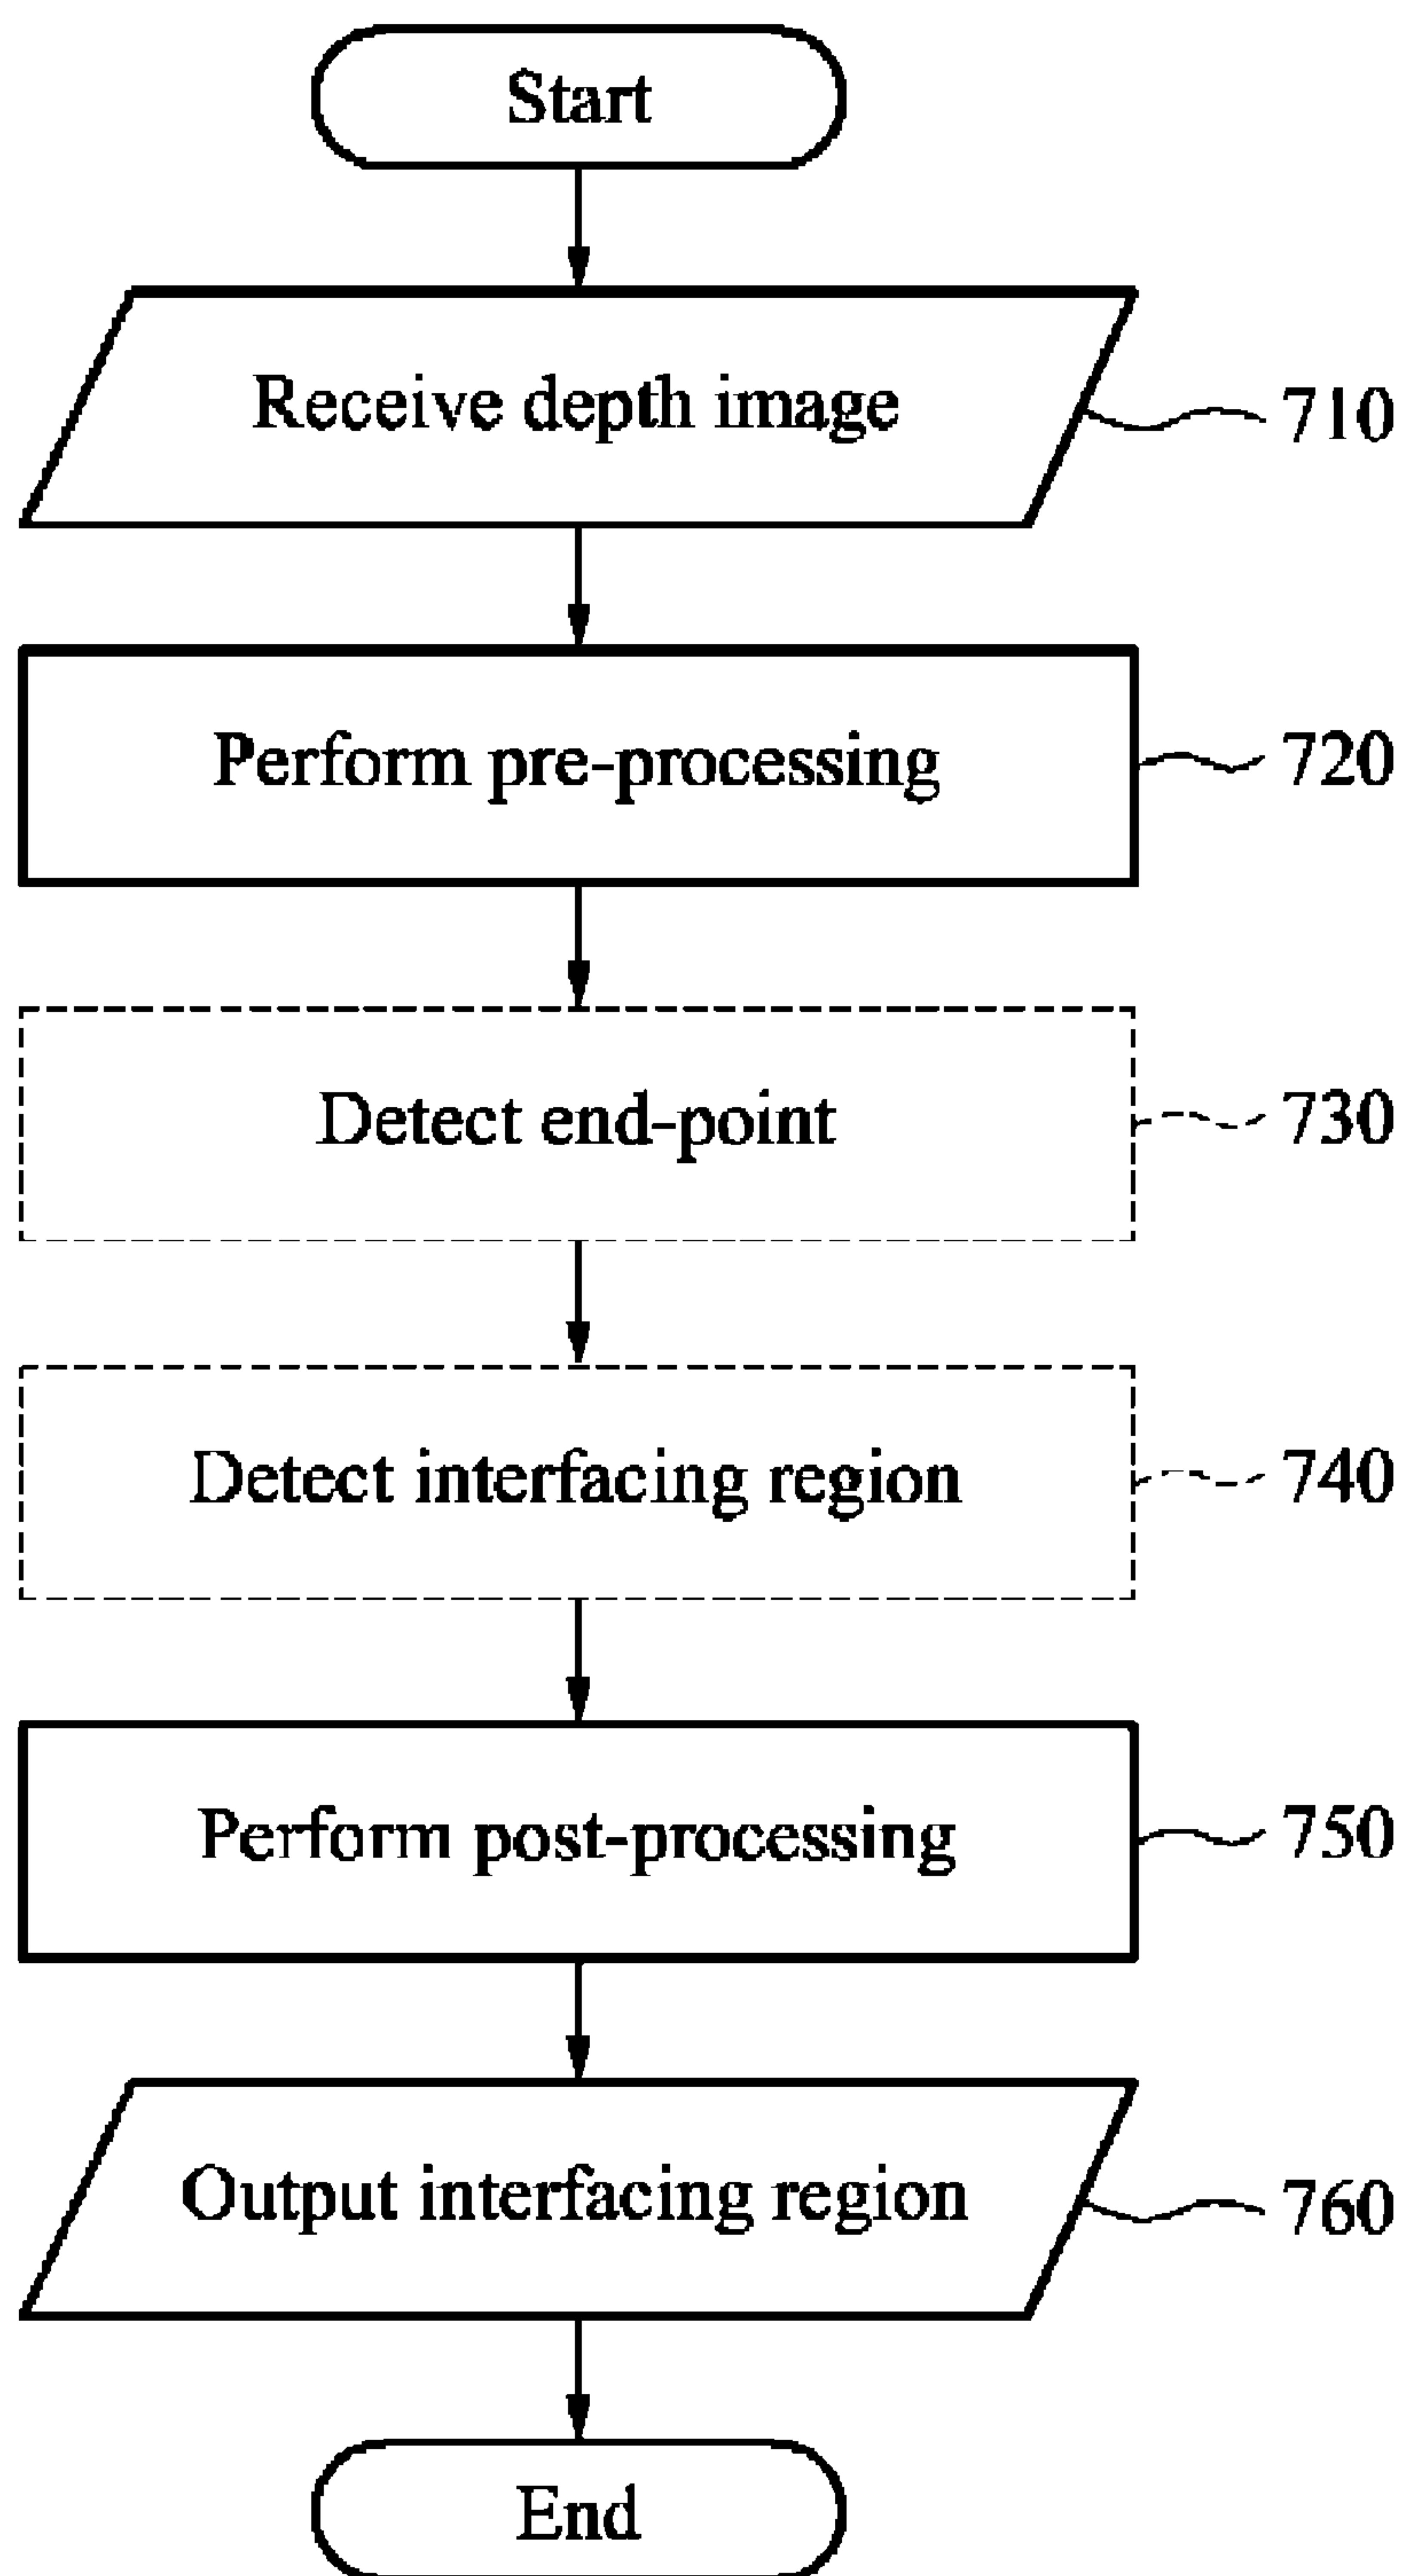 Start
Receive depth image
710
Perform pre-processing
720
Detect end-point
730
Detect interfacing region
740
Perform post-processing
750
Output interfacing region
760
End